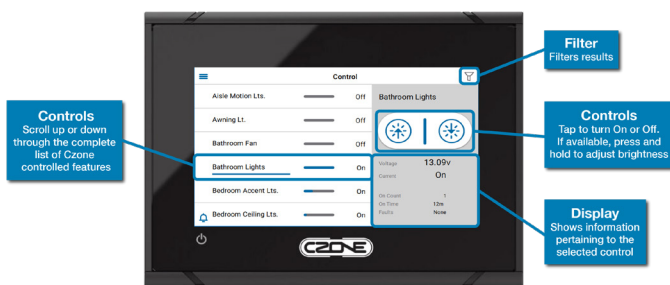 Filter
Filters results
Control
Aisle Motion Lts.
Off
Bathroom Lights
Awning Lt.
Off
Controls
Scroll up or down
through the complete
list of Czone
controlled features
Bathroom Fan
Off
Controls
Tap to turn On or Off.
If available, press and
hold to adjust brightness
Bathroom Lights
On
Voltage 13.09v
Current On
Bedroom Accent Lts.
On
On Count 1
On Time 13m
Faults None
Bedroom Ceiling Lts.
On
Display
Shows information
pertaining to the
selected control
CZONE